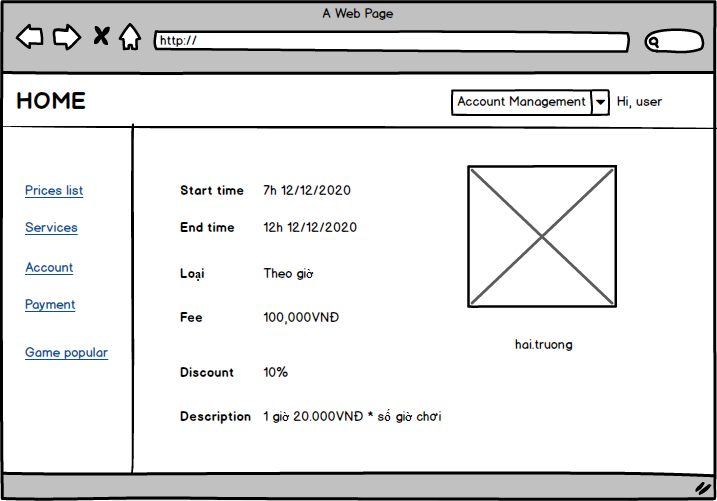 A Web Page
http://
HOME
Account Management
Hi, user
Prices list
Services
Account
Payment
Game popular
Start time 7h 12/12/2020
End time 12h 12/12/2020
Loại Theo giờ
Fee 100,000VNĐ
Discount 10%
Description 1 giờ 20.000VNĐ * số giờ chơi
hai.truong